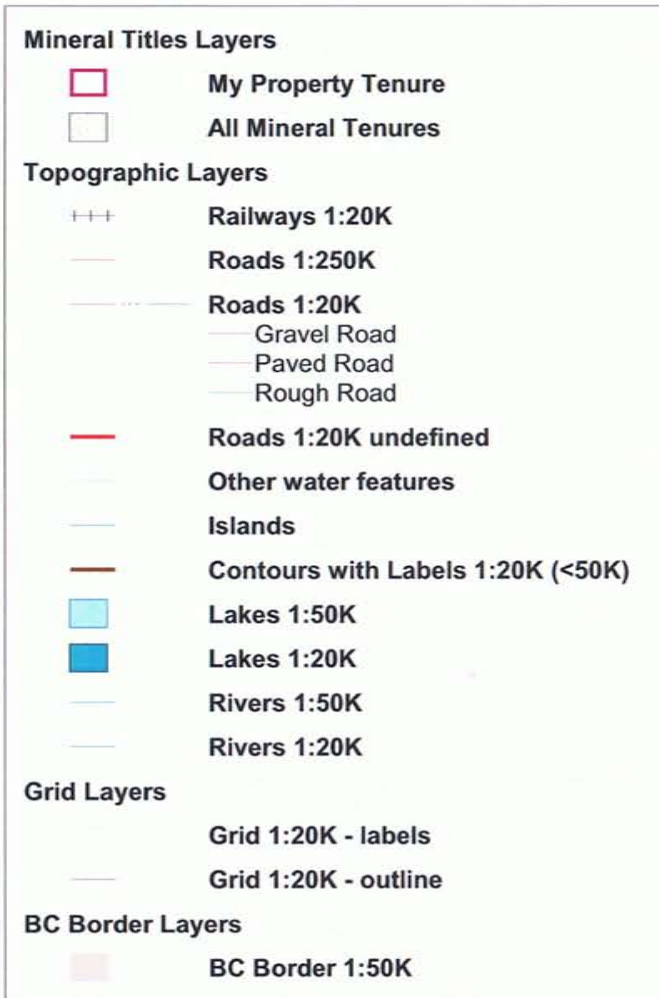 Mineral Titles Layers
My Property Tenure
All Mineral Tenures
Topographic Layers
Railways 1:20K
Roads 1:250K
Roads 1:20K
Gravel Road
Paved Road
Rough Road
Roads 1:20K undefined
Other water features
Islands
Contours with Labels 1:20K (<50K)
Lakes 1:50K
Lakes 1:20K
Rivers 1:50K
Rivers 1:20K
Grid Layers
Grid 1:20K - labels
Grid 1:20K - outline
BC Border Layers
BC Border 1:50K